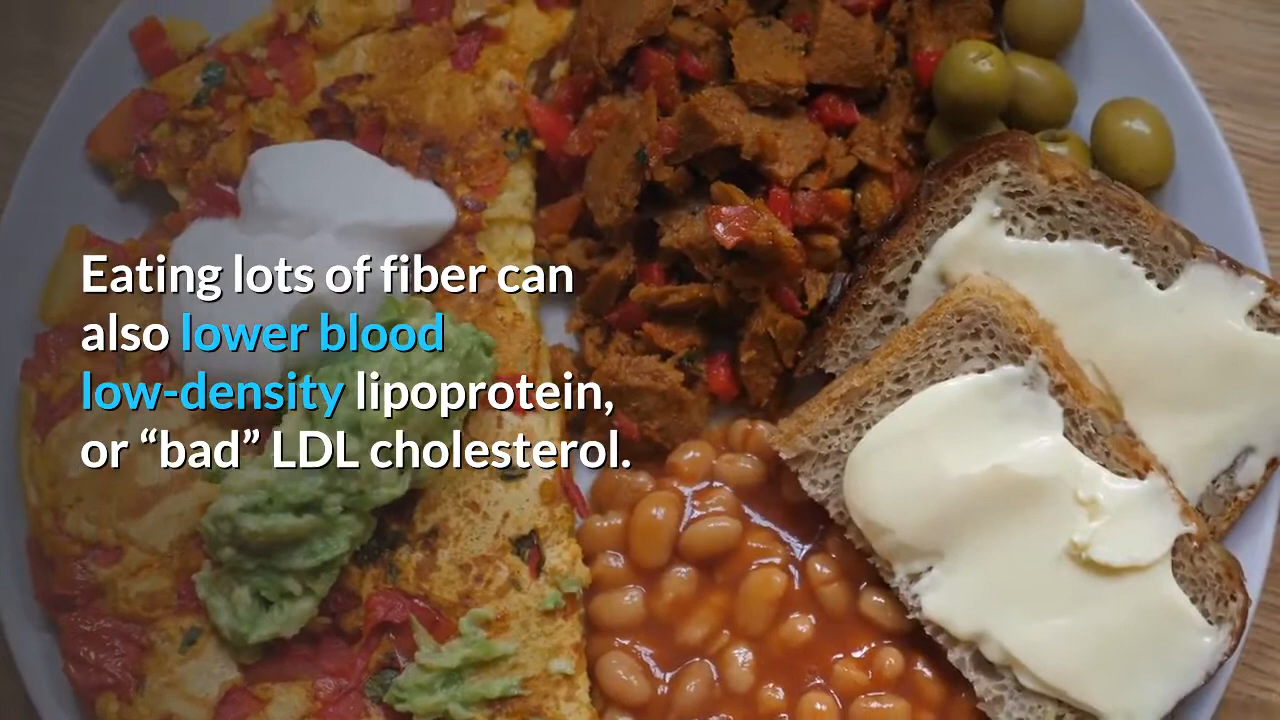 Eating lots of fiber can
also lower blood
low-density lipoprotein,
or “bad” LDL cholesterol.